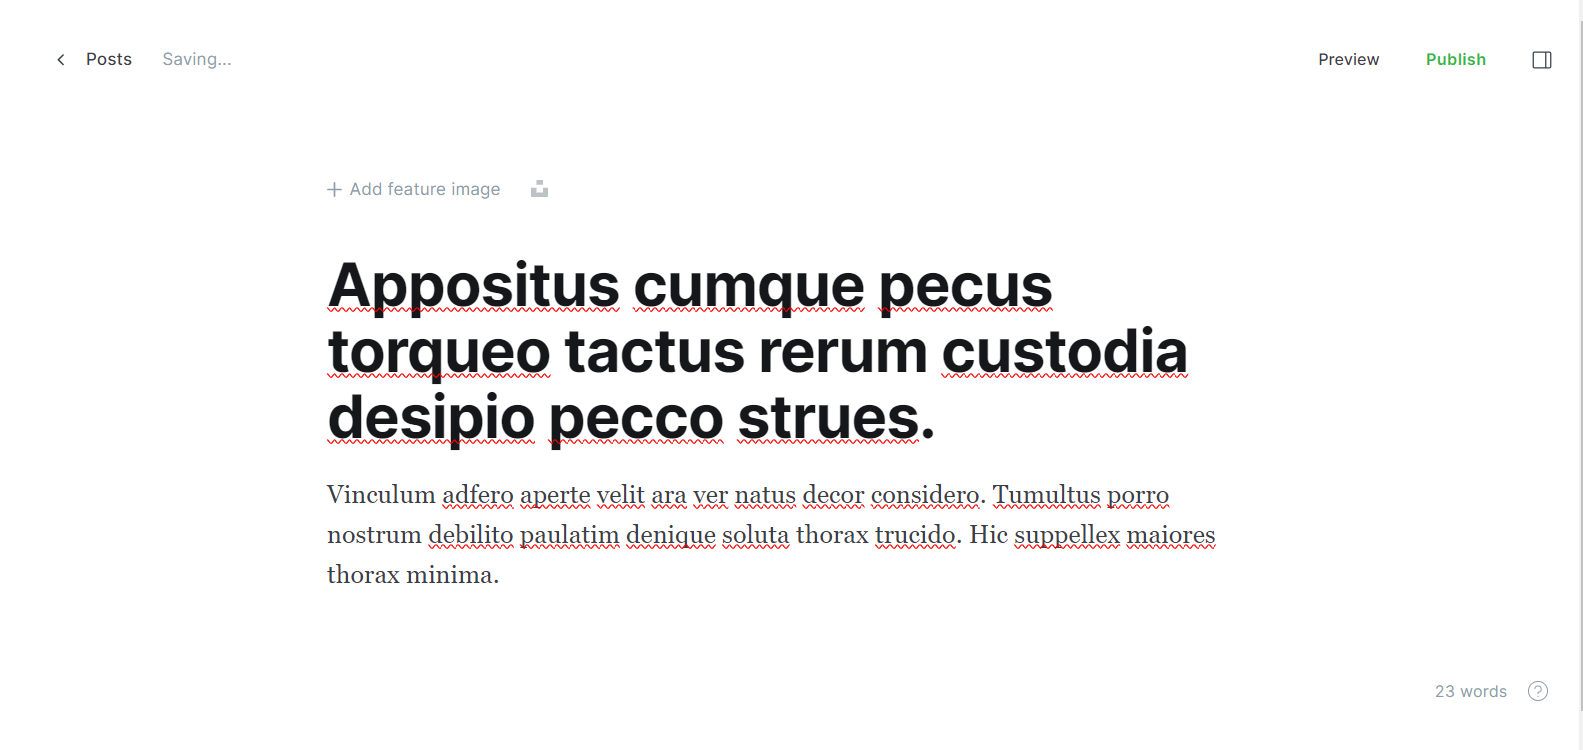 Posts Saving... Preview Publish
Add feature image
Appositus cumque pecus
torqueo tactus rerum custodia
desipio pecco strues.
Vinculum adfero aperte velit ara ver natus decor considero. Tumultus porro
nostrum debilito paulatim denique soluta thorax trucido. Hic suppellex maiores
thorax minima.
23 words